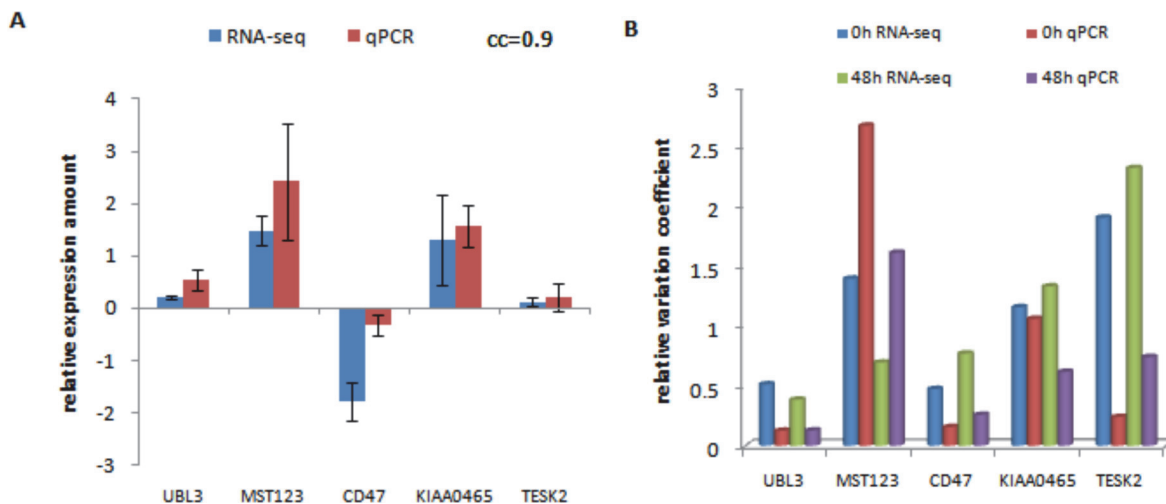 A
RNA-seq qPCR cc=0.9
relative expression amount
4
3
2
1
0
-1
-2
-3
UBL3 MST123 CD47 KIAA0465 TESK2
B
0h RNA-seq 0h qPCR
48h RNA-seq 48h qPCR
relative variation coefficient
3
2.5
2
1.5
1
0.5
0
UBL3 MST123 CD47 KIAA0465 TESK2